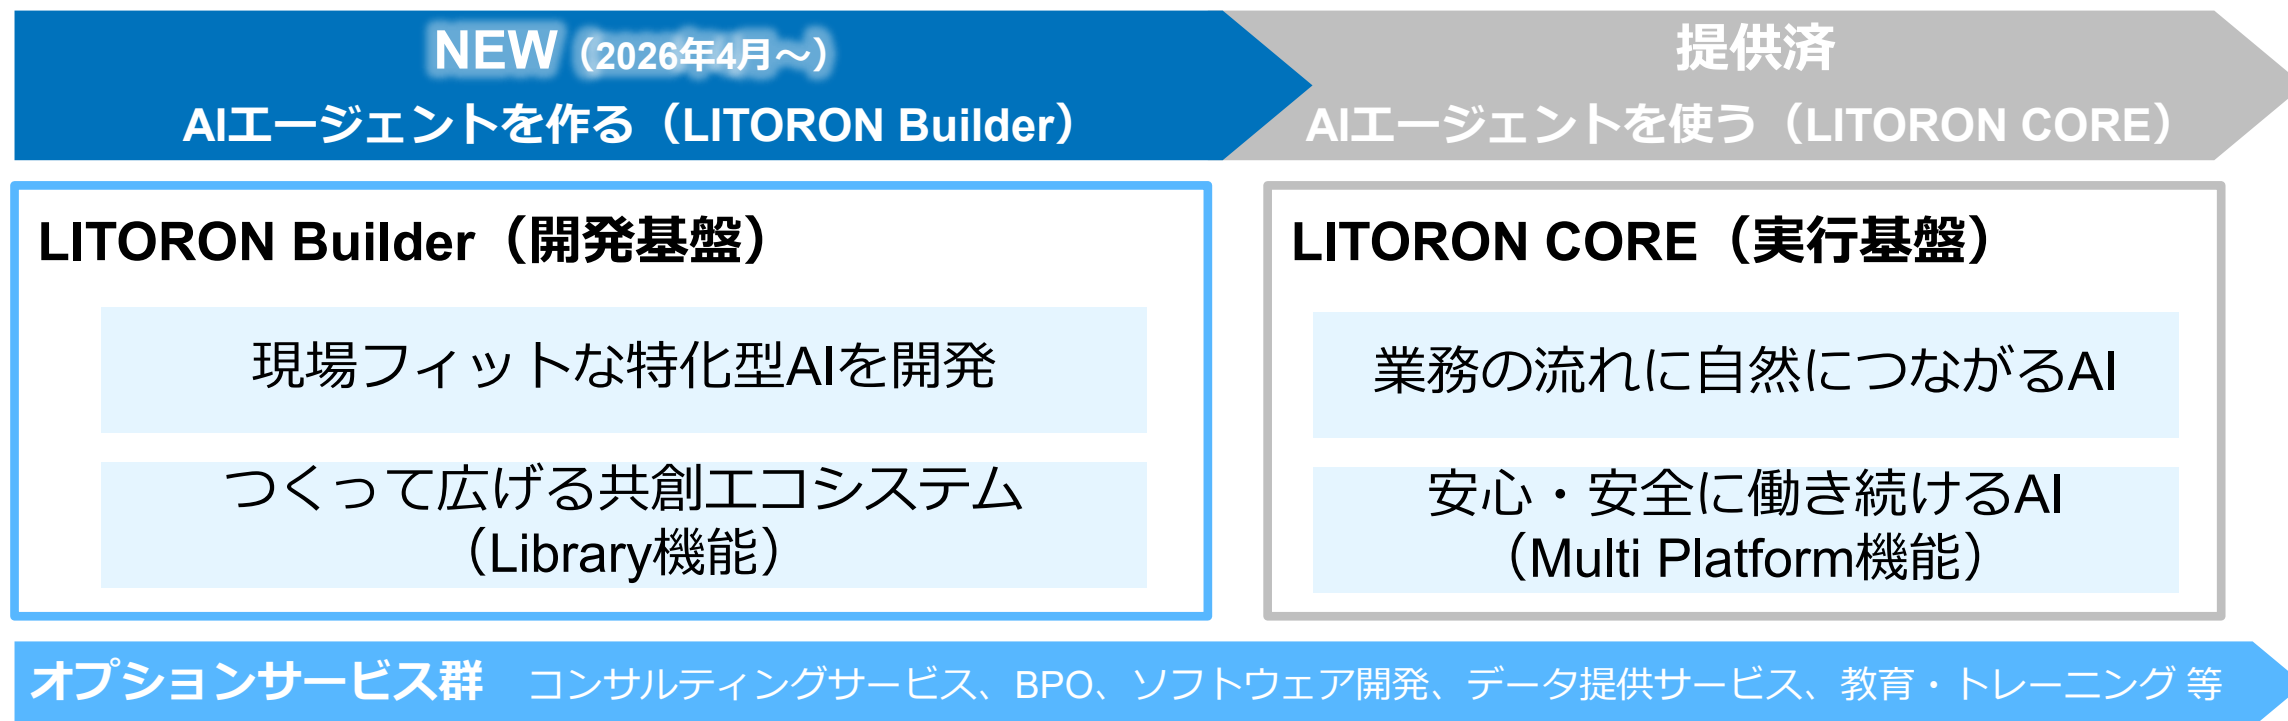 NEW（2026年4月～）
AIエージェントを作る（LITORON Builder）
提供済
AIエージェントを使う（LITORON CORE）
LITORON Builder（開発基盤）
現場フィットな特化型AIを開発
つくって広げる共創エコシステム
（Library機能）
LITORON CORE（実行基盤）
業務の流れに自然につながるAI
安心・安全に働き続けるAI
（Multi Platform機能）
オプションサービス群 コンサルティングサービス、BPO、ソフトウェア開発、データ提供サービス、教育・トレーニング 等